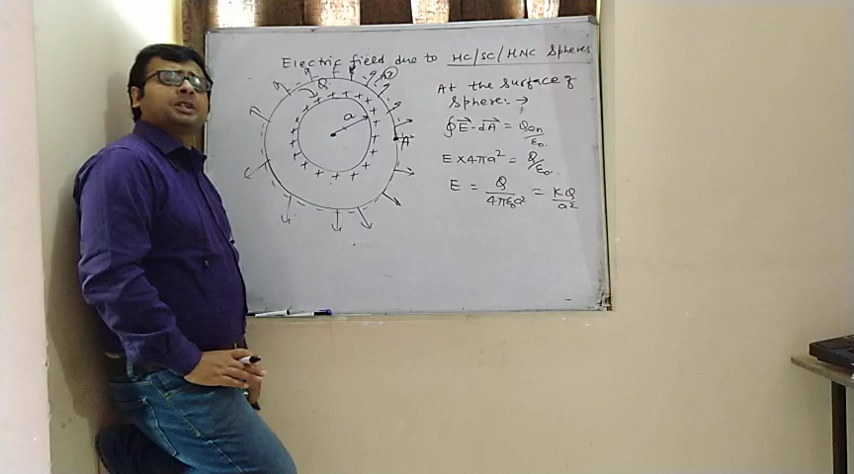 Electric field due to HC/SC/HNC Spheres
At the surface of
Sphere: →
∮E⃗·dA⃗ = Qen/ε₀.
E×4πa² = Q/ε₀.
E = Q/4πε₀a² = KQ/a²
Q
a
A